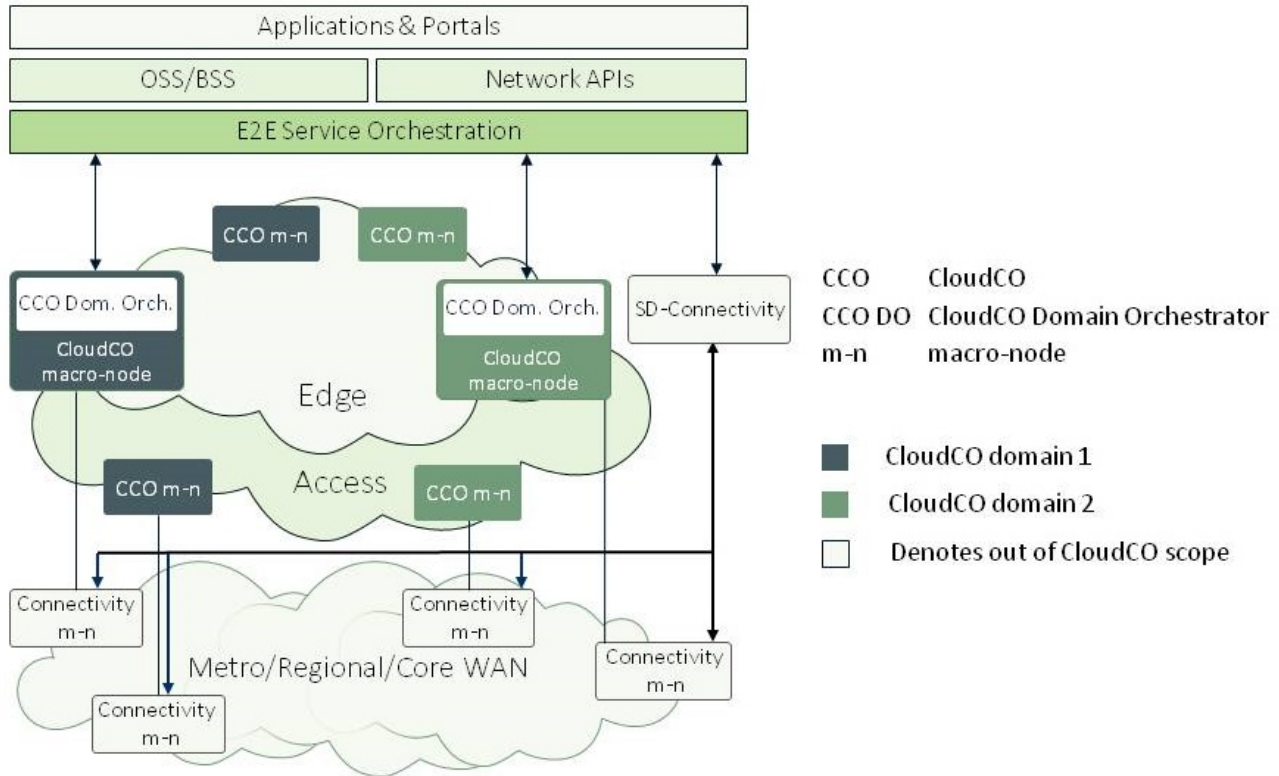 Applications & Portals
OSS/BSS
Network APIs
E2E Service Orchestration
CCO m-n
CCO m-n
CCO Dom. Orch.
CloudCO
macro-node
CCO Dom. Orch.
CloudCO
macro-node
SD-Connectivity
Edge
Access
CCO m-n
CCO m-n
Connectivity
m-n
Connectivity
m-n
Metro/Regional/Core WAN
Connectivity
m-n
Connectivity
m-n
CCO CloudCO
CCO DO CloudCO Domain Orchestrator
m-n macro-node
CloudCO domain 1
CloudCO domain 2
Denotes out of CloudCO scope